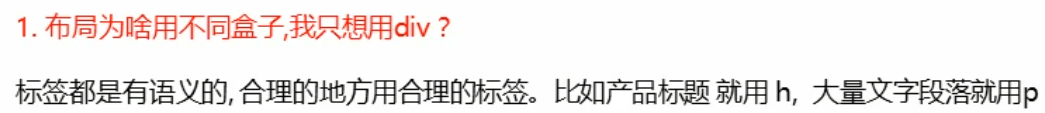 1. 布局为啥用不同盒子,我只想用div？
标签都是有语义的, 合理的地方用合理的标签。比如产品标题 就用 h, 大量文字段落就用p